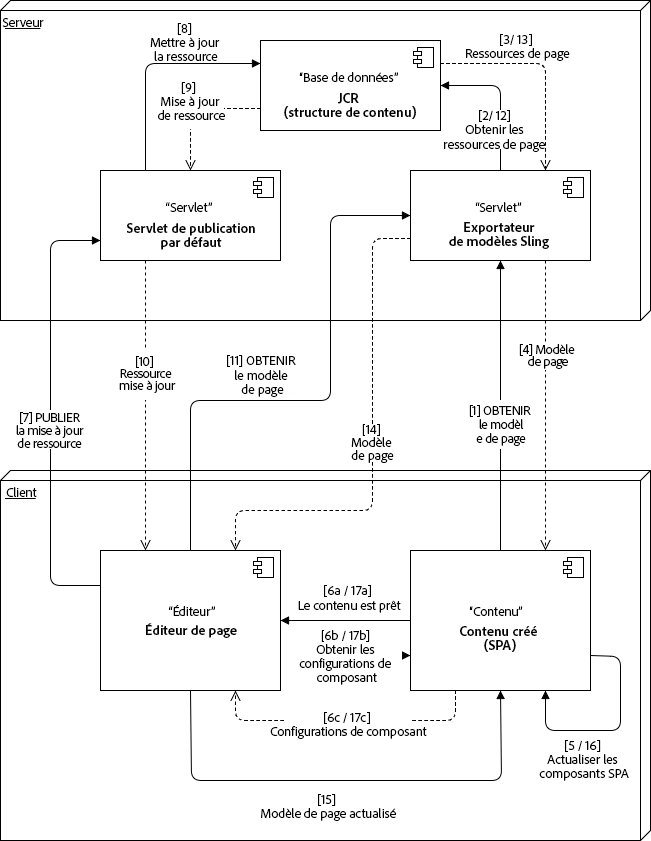 Serveur
[8]
Mettre à jour
la ressource
[3/ 13]
Ressources de page
"Base de données"
JCR
(structure de contenu)
[9]
Mise à jour
de ressource
[2/ 12]
Obtenir les
ressources de page
"Servlet"
Servlet de publication
par défaut
"Servlet"
Exportateur
de modèles Sling
[10]
Ressource
mise à jour
[11] OBTENIR
le modèle
de page
[4] Modèle
de page
[7] PUBLIER
la mise à jour
de ressource
[14]
Modèle
de page
[1] OBTENIR
le modèl
e de page
Client
"Éditeur"
Éditeur de page
[6a / 17a]
Le contenu est prêt
[6b / 17b]
Obtenir les
configurations de
composant
"Contenu"
Contenu créé
(SPA)
[6c / 17c]
Configurations de composant
[5 / 16]
Actualiser les
composants SPA
[15]
Modèle de page actualisé